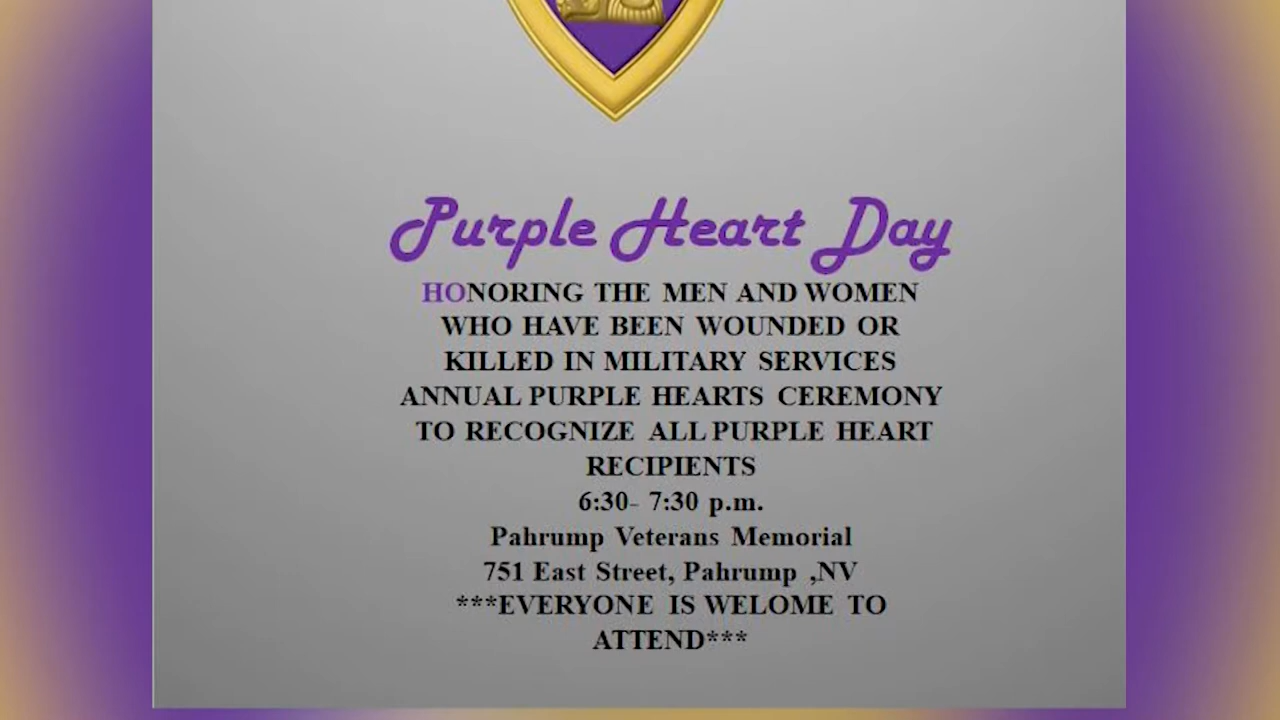 Purple Heart Day
HONORING THE MEN AND WOMEN
WHO HAVE BEEN WOUNDED OR
KILLED IN MILITARY SERVICES
ANNUAL PURPLE HEARTS CEREMONY
TO RECOGNIZE ALL PURPLE HEART
RECIPIENTS
6:30- 7:30 p.m.
Pahrump Veterans Memorial
751 East Street, Pahrump ,NV
***EVERYONE IS WELOME TO
ATTEND***